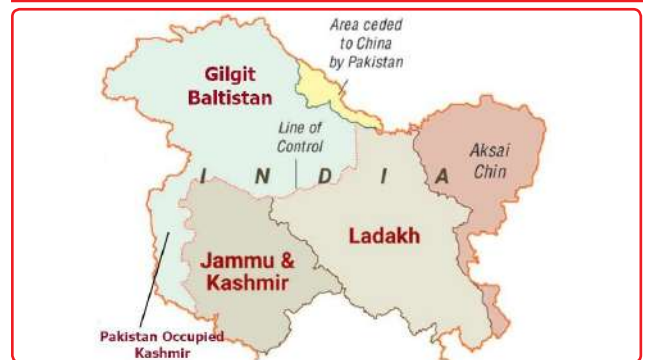 Area ceded
to China
by Pakistan
Gilgit
Baltistan
Line of
Control
Aksai
Chin
I N D I A
Ladakh
Jammu &
Kashmir
Pakistan Occupied
Kashmir